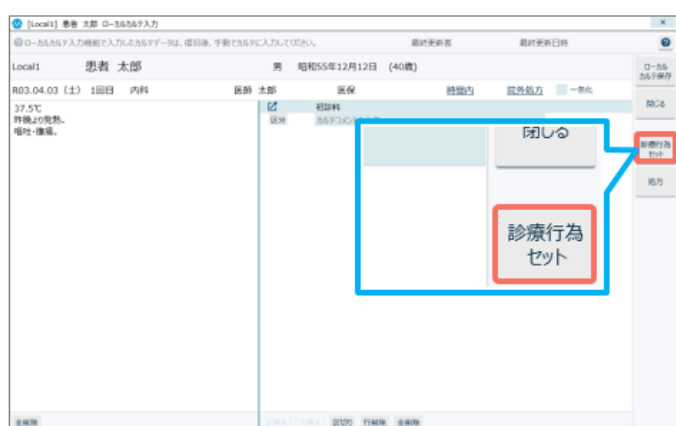 [Local1] 患者 太郎 ローカルカルテ入力
ローカルカルテ入力機能で入力したカルテデータは、復旧後、手動でカルテに入力してください。 最終更新者 最終更新日時
Local1 患者 太郎 男 昭和55年12月12日 (40歳)
ローカル
カルテ保存
R03.04.03 (土) 1回目 内科 医師 太郎 医保 時間内 院外処方 一包化
閉じる
37.5℃
昨晩より発熱。
嘔吐・腹痛。
初診料
閉じる
診療行為
セット
診療行為
セット
処方
全削除 区切り 行削除 全削除